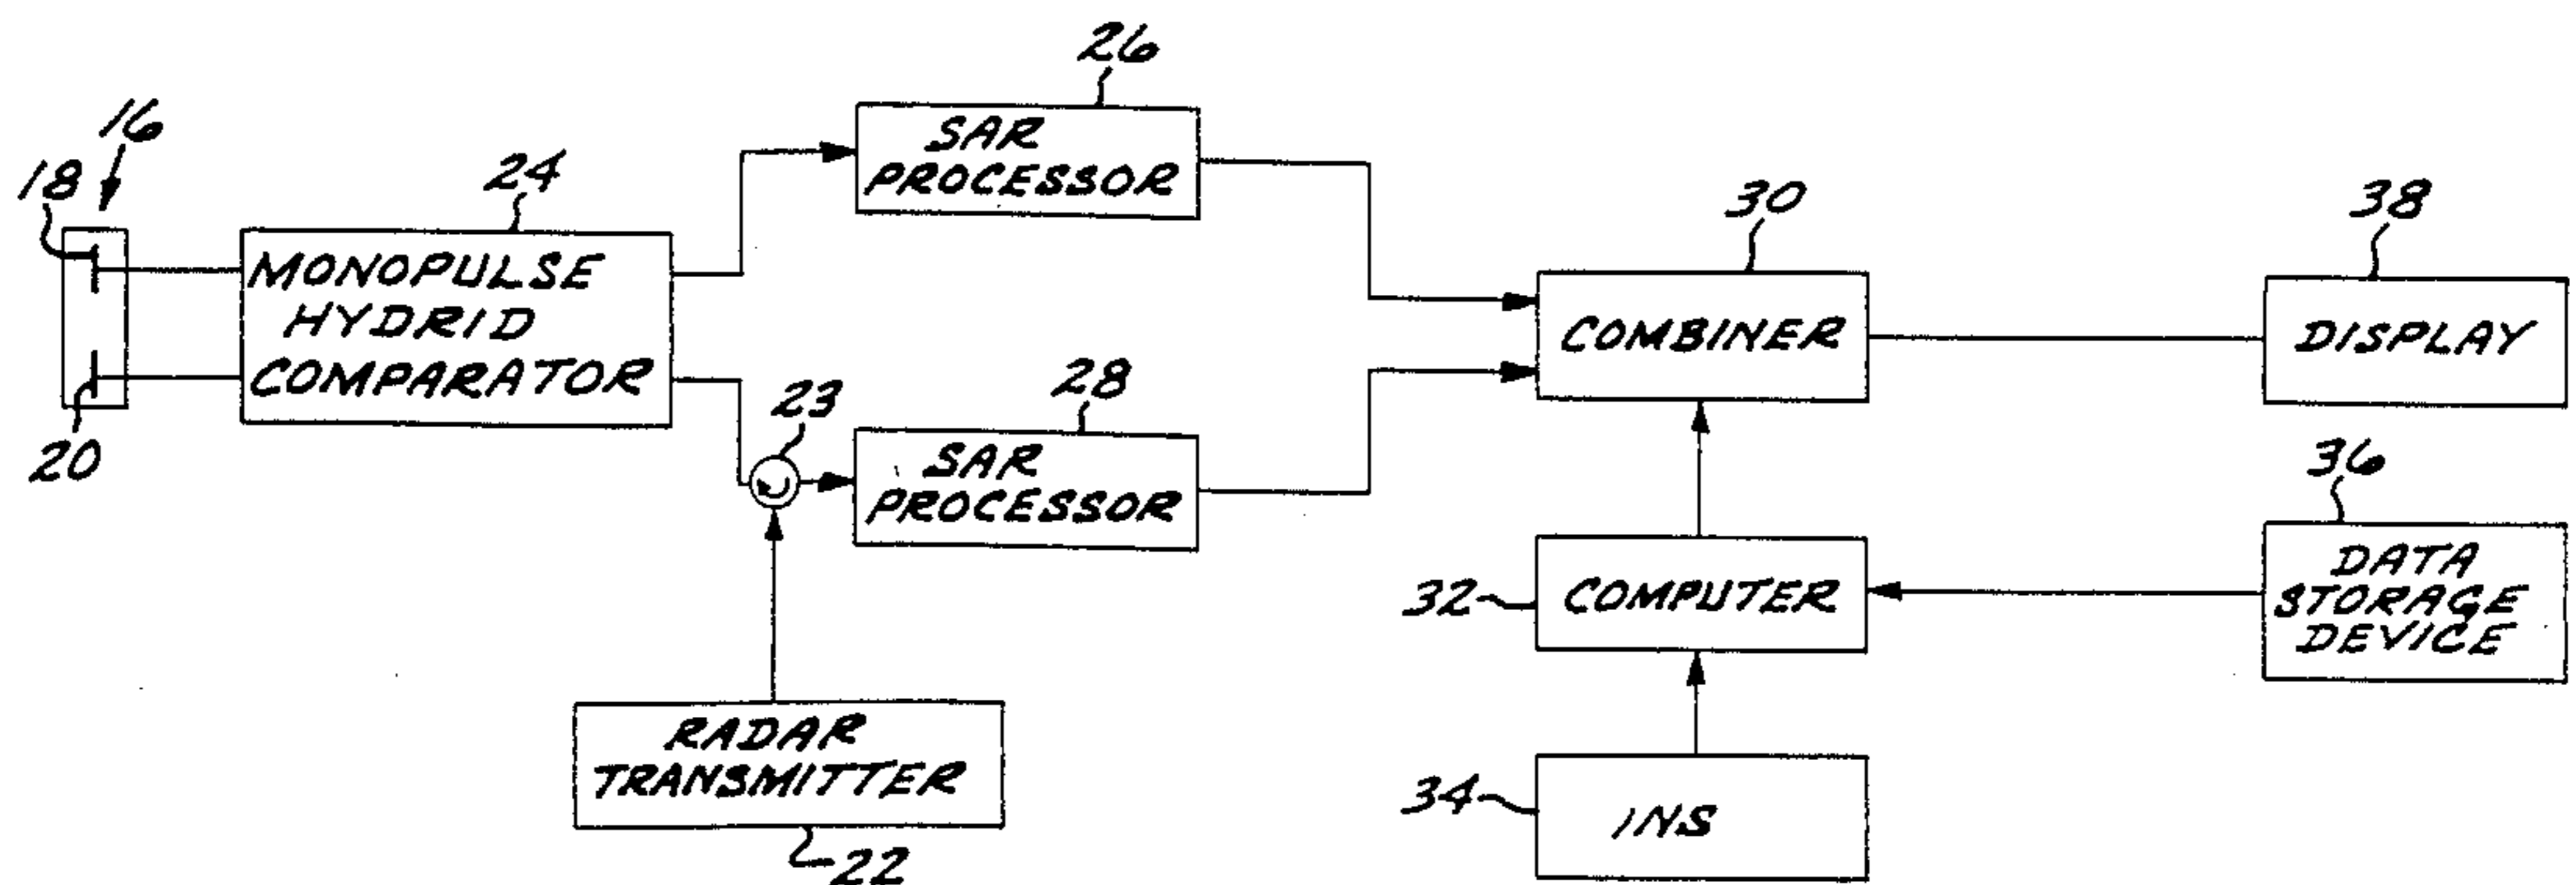 26
16
18
24
SAR
PROCESSOR
30
38
MONOPULSE
HYDRID
COMPARATOR
COMBINER
DISPLAY
20
23
28
SAR
PROCESSOR
36
32
COMPUTER
DATA
STORAGE
DEVICE
RADAR
TRANSMITTER
22
34
INS